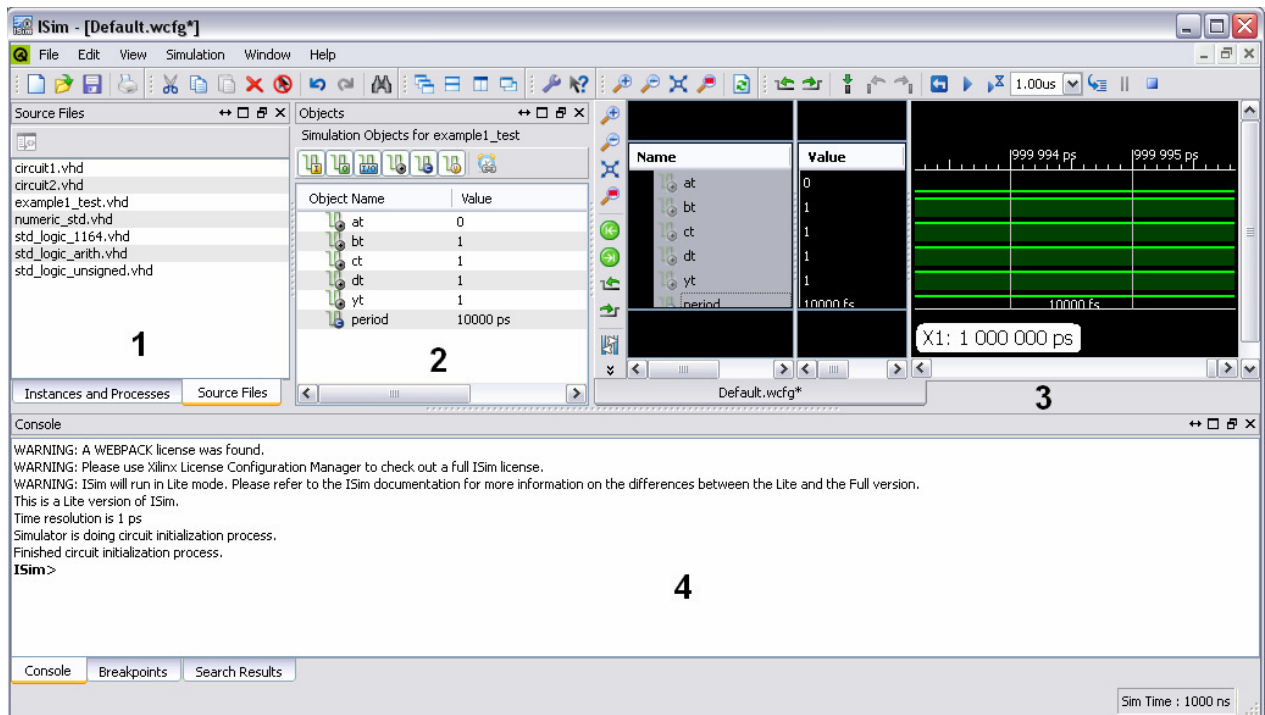 ISim - [Default.wcfg*]
File Edit View Simulation Window Help
1.00us
Source Files
circuit1.vhd
circuit2.vhd
example1_test.vhd
numeric_std.vhd
std_logic_1164.vhd
std_logic_arith.vhd
std_logic_unsigned.vhd
1
Instances and Processes Source Files
Objects
Simulation Objects for example1_test
Object Name Value
at 0
bt 1
ct 1
dt 1
yt 1
period 10000 ps
2
Name Value
999 994 ps 999 995 ps
at 0
bt 1
ct 1
dt 1
yt 1
period 10000 fs 10000 fs
X1: 1 000 000 ps
Default.wcfg*
3
Console
WARNING: A WEBPACK license was found.
WARNING: Please use Xilinx License Configuration Manager to check out a full ISim license.
WARNING: ISim will run in Lite mode. Please refer to the ISim documentation for more information on the differences between the Lite and the Full version.
This is a Lite version of ISim.
Time resolution is 1 ps
Simulator is doing circuit initialization process.
Finished circuit initialization process.
ISim>
4
Console Breakpoints Search Results
Sim Time : 1000 ns